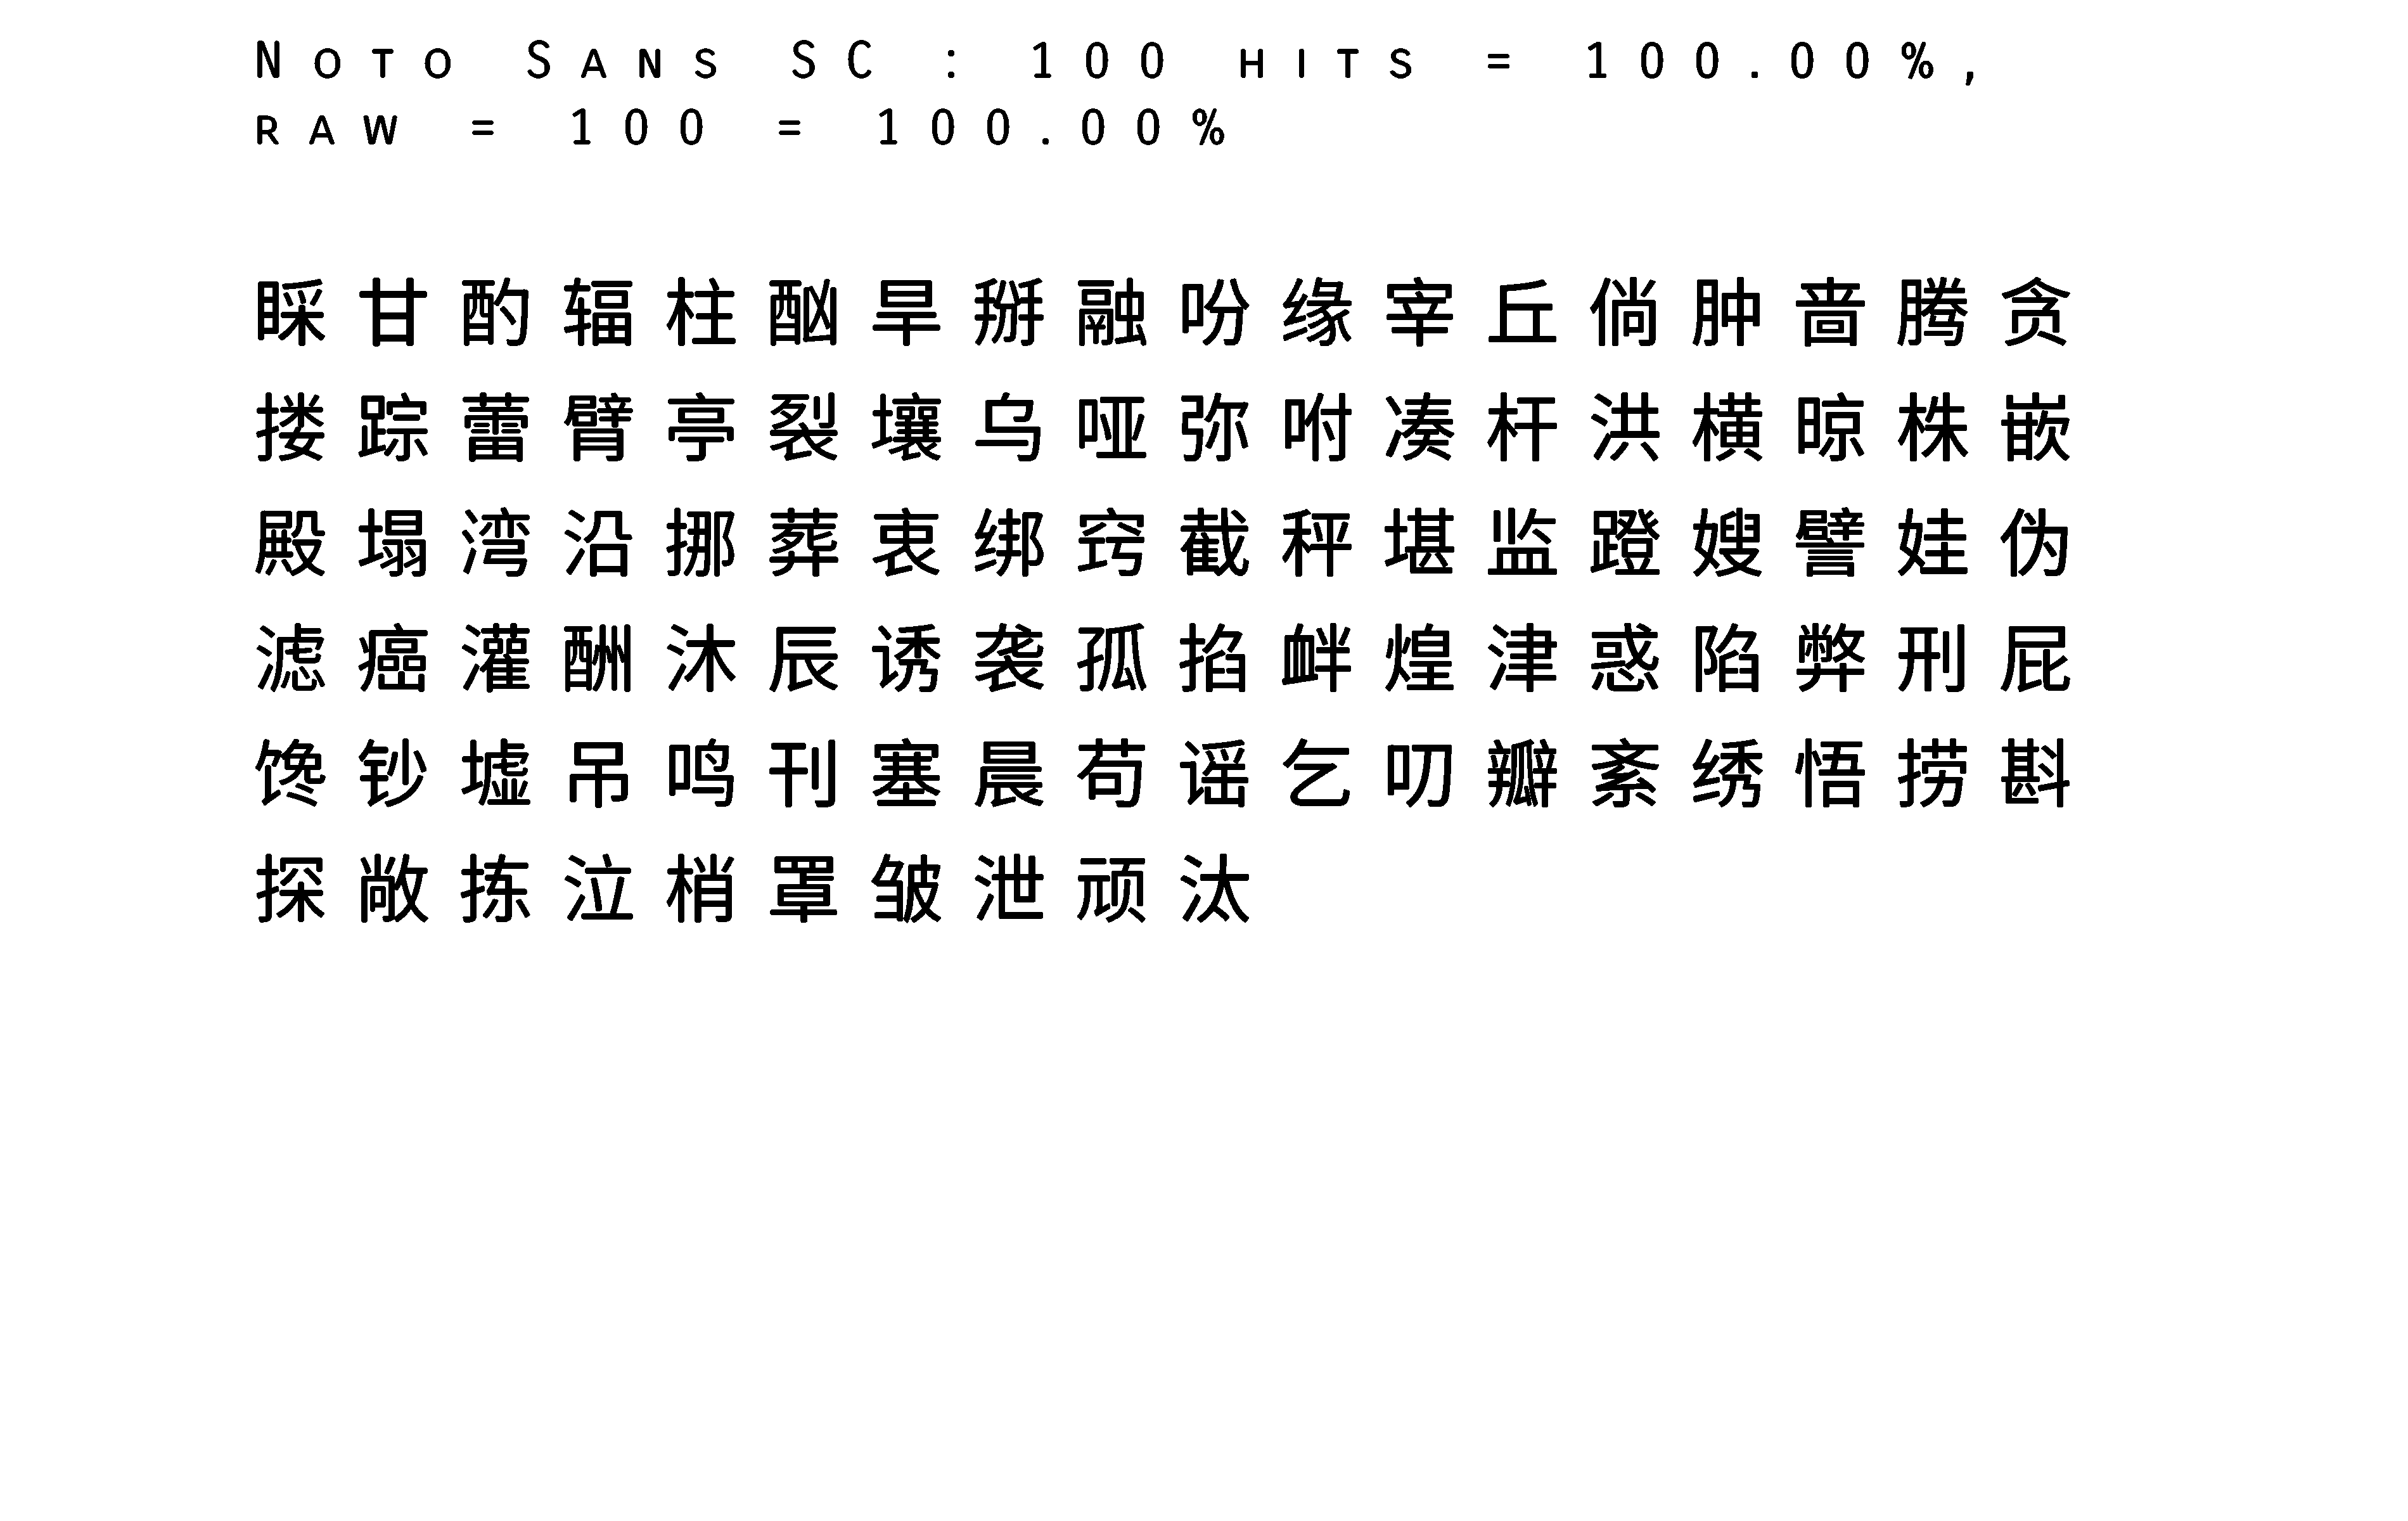 Noto Sans SC : 100 hits = 100.00%,
raw = 100 = 100.00%
睬甘酌辐柱酗旱掰融吩缘宰丘倘肿啬腾贪
搂踪蕾臂亭裂壤乌哑弥咐凑杆洪横晾株嵌
殿塌湾沿挪葬衷绑窍截秤堪监蹬嫂譬娃伪
滤癌灌酬沐辰诱袭孤掐衅煌津惑陷弊刑屁
馋钞墟吊鸣刊塞晨苟谣乞叨瓣紊绣悟捞斟
探敞拣泣梢罩皱泄顽汰